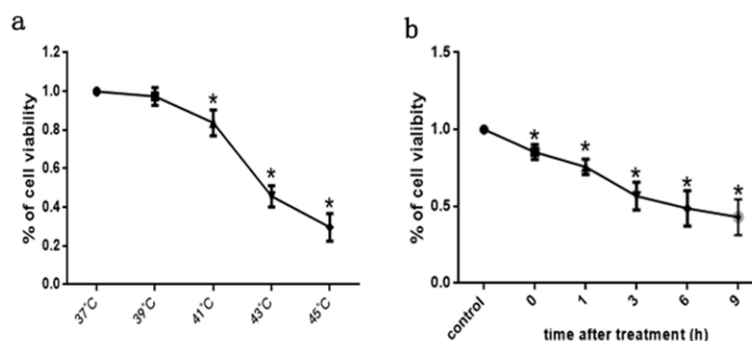 a
1.2
1.0
0.8
0.6
0.4
0.2
0.0
% of cell viability
*
*
*
37°C
39°C
41°C
43°C
45°C
b
1.5
1.0
0.5
0.0
% of cell vialibity
*
*
*
*
*
control
0
1
3
6
9
time after treatment (h)